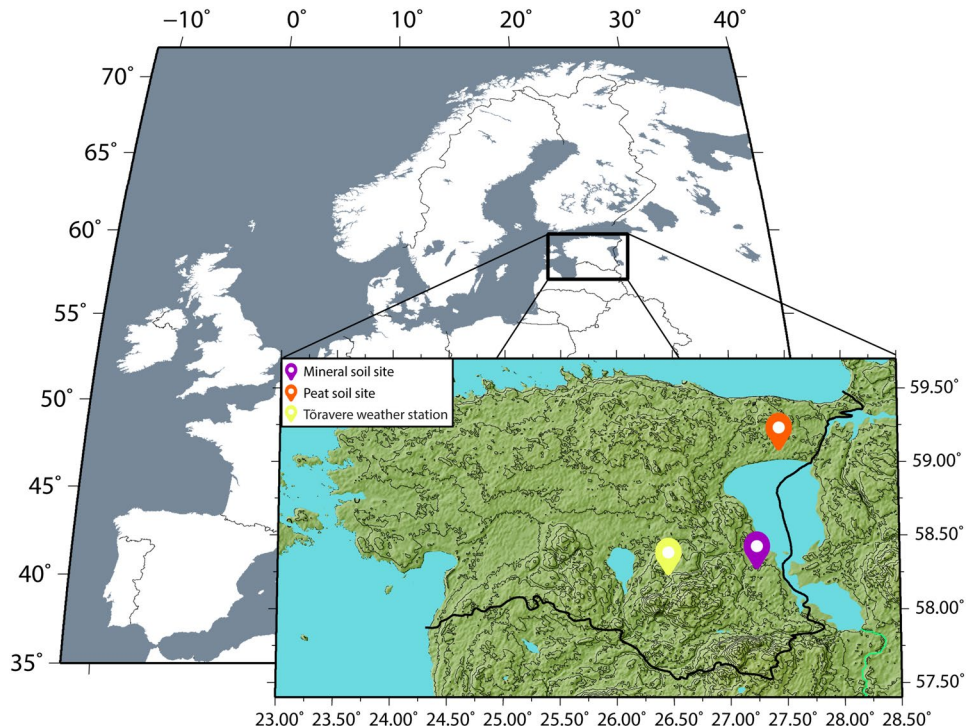 −10° 0° 10° 20° 30° 40°
70°
65°
60°
55°
50°
45°
40°
35°
Mineral soil site
Peat soil site
Tõravere weather station
59.50°
59.00°
58.50°
58.00°
57.50°
23.00° 23.50° 24.00° 24.50° 25.00° 25.50° 26.00° 26.50° 27.00° 27.50° 28.00° 28.50°